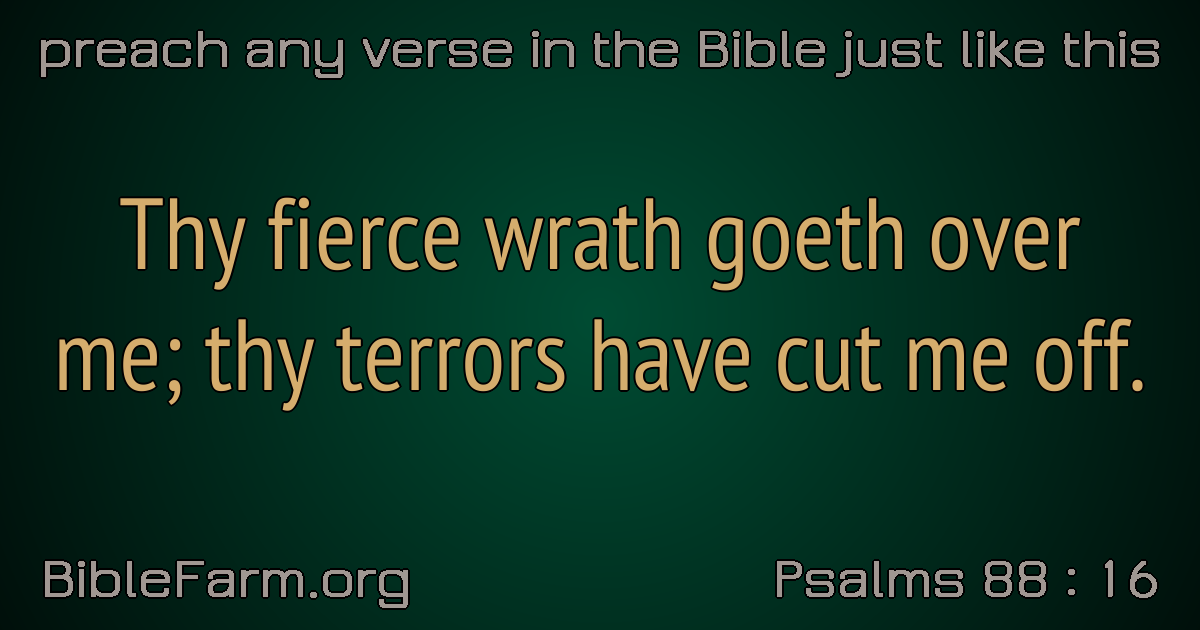 preach any verse in the Bible just like this
Thy fierce wrath goeth over
me; thy terrors have cut me off.
BibleFarm.org
Psalms 88 : 16